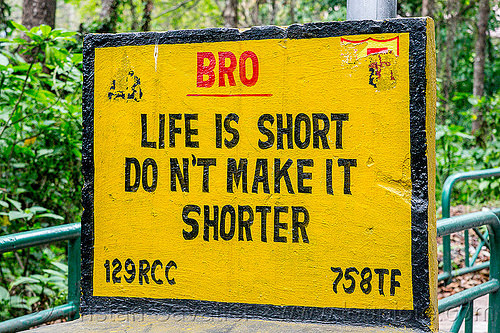 BRO
LIFE IS SHORT
DO N'T MAKE IT
SHORTER
129RCC 758TF